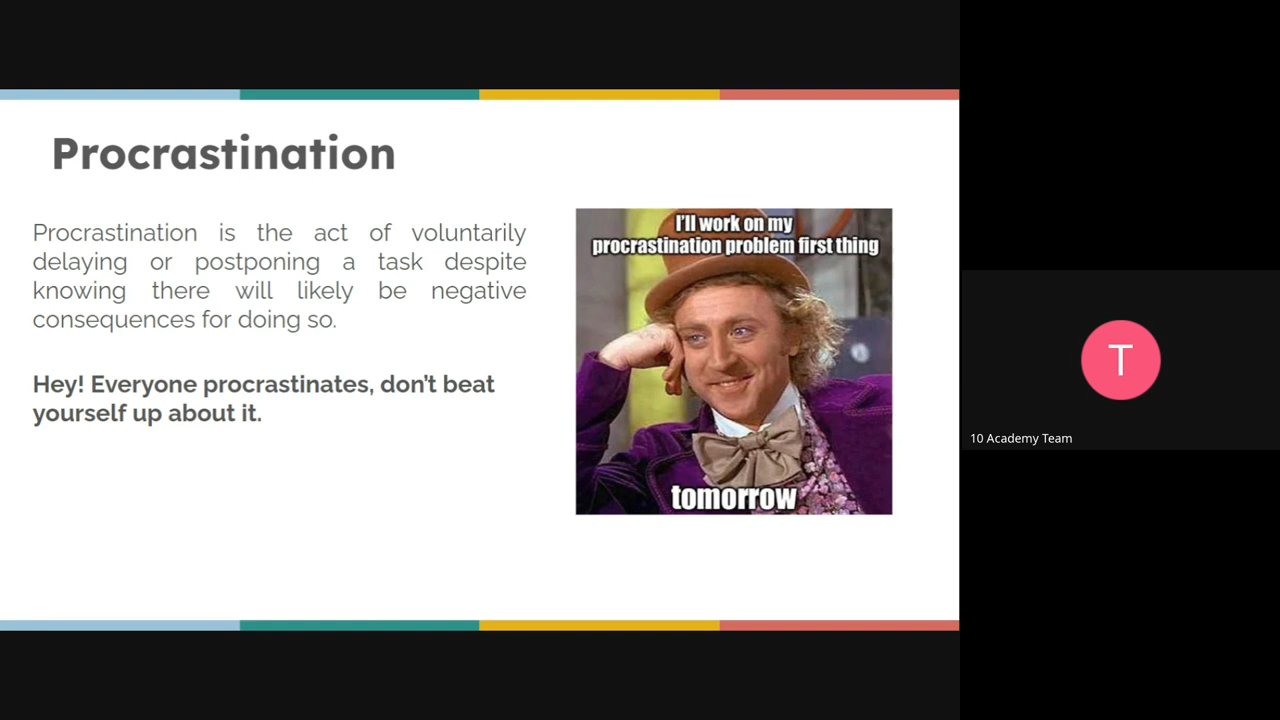 Procrastination
Procrastination is the act of voluntarily
delaying or postponing a task despite
knowing there will likely be negative
consequences for doing so.
Hey! Everyone procrastinates, don’t beat
yourself up about it.
I'll work on my
procrastination problem first thing
tomorrow
T
10 Academy Team